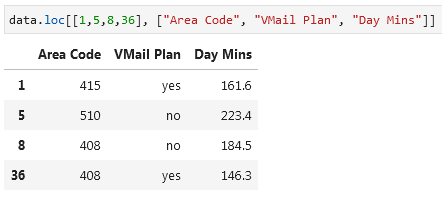 data.loc[[1,5,8,36], ["Area Code", "VMail Plan", "Day Mins"]]
Area Code VMail Plan Day Mins
1 415 yes 161.6
5 510 no 223.4
8 408 no 184.5
36 408 yes 146.3